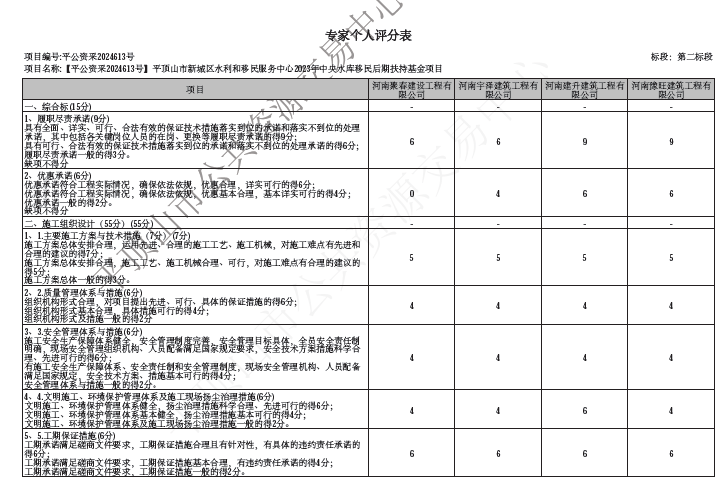 专家个人评分表
项目编号:平公资采2024613号 标段：第二标段
项目名称:【平公资采2024613号】平顶山市新城区水利和移民服务中心2023年中央水库移民后期扶持基金项目
项目 河南聚春建设工程有限公司 河南宇泽建筑工程有限公司 河南建升建筑工程有限公司 河南豫旺建筑工程有限公司
一、综合标(15分) - - - -
1、履职尽责承诺(9分)
具有全面、详实、可行、合法有效的保证技术措施落实到位的承诺和落实不到位的处理
承诺，其中包括各关键岗位人员的在岗、更换等履职尽责承诺的得9分；
具有可行、合法有效的保证技术措施落实到位的承诺和落实不到位的处理承诺的得6分；
履职尽责承诺一般的得3分。
缺项不得分
6 6 9 9
2、优惠承诺(6分)
优惠承诺符合工程实际情况，确保依法依规，优惠合理，详实可行的得6分；
优惠承诺符合工程实际情况，确保依法依规，优惠基本合理，基本详实可行的得4分；
优惠承诺一般的得2分。
缺项不得分
0 4 6 6
二、施工组织设计（55分)(55分) - - - -
1、1.主要施工方案与技术措施（7分）(7分)
施工方案总体安排合理，运用先进、合理的施工工艺、施工机械，对施工难点有先进和
合理的建议的得7分；
施工方案总体安排合理，施工工艺、施工机械合理、可行，对施工难点有合理的建议的
得5分；
施工方案总体一般的得3分。
5 5 5 5
2、2.质量管理体系与措施(6分)
组织机构形式合理，对项目提出先进、可行、具体的保证措施的得6分；
组织机构形式基本合理，具体措施可行的得4分；
组织机构形式及措施一般的得2分
4 4 4 4
3、3.安全管理体系与措施(6分)
施工安全生产保障体系健全，安全管理制度完善，安全管理目标具体，全员安全责任制
明确，现场安全管理组织机构、人员配备满足国家规定要求，安全技术方案措施科学合
理、先进可行的得6分；
有施工安全生产保障体系、安全责任制和安全管理制度，现场安全管理机构、人员配备
满足国家规定，安全技术方案、措施基本可行的得4分；
安全管理体系与措施一般的得2分。
4 4 4 4
4、4.文明施工、环境保护管理体系及施工现场扬尘治理措施(6分)
文明施工、环境保护管理体系健全，扬尘治理措施科学合理、先进可行的得6分；
文明施工、环境保护管理体系基本健全，扬尘治理措施基本可行的得4分；
文明施工、环境保护管理体系及施工现场扬尘治理措施一般的得2分。
4 4 6 4
5、5.工期保证措施(6分)
工期承诺满足磋商文件要求，工期保证措施合理且有针对性，有具体的违约责任承诺的
得6分；
工期承诺满足磋商文件要求，工期保证措施基本合理，有违约责任承诺的得4分；
工期承诺满足磋商文件要求，工期保证措施一般的得2分。
6 6 6 6
平顶山市公共资源交易中心